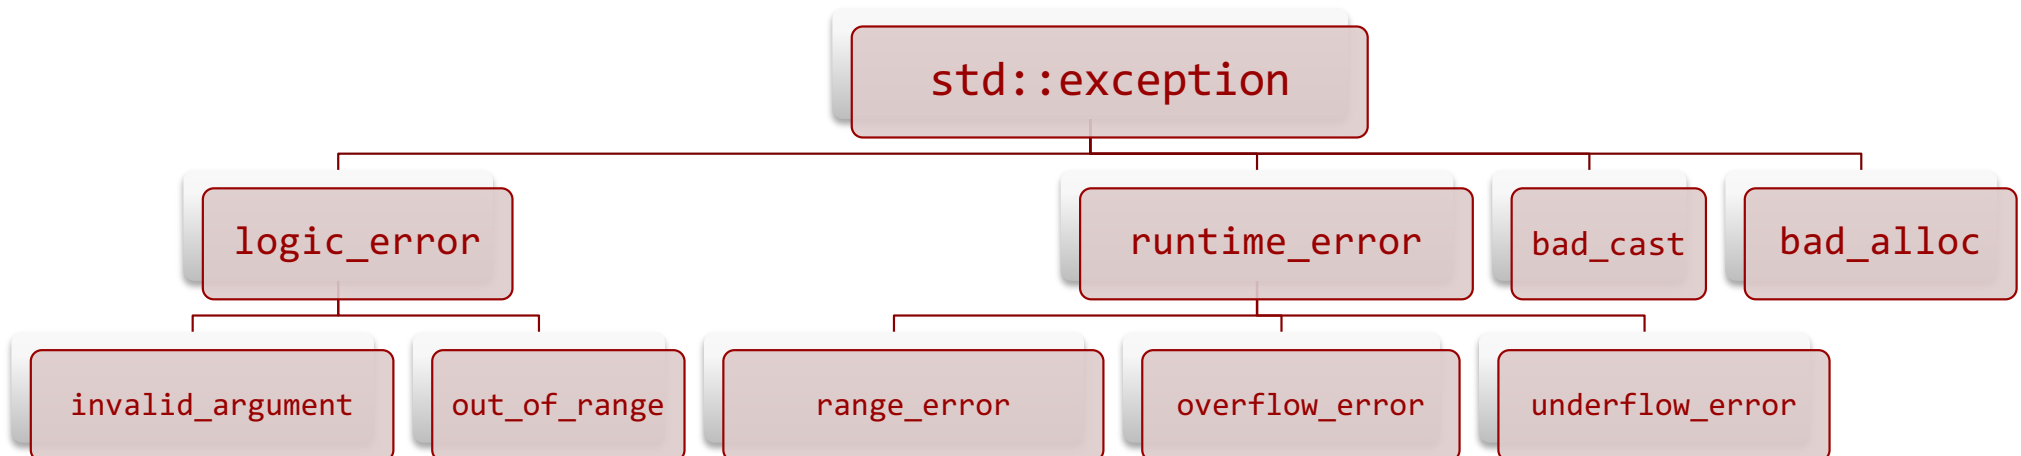 std::exception
logic_error
runtime_error
bad_cast
bad_alloc
invalid_argument
out_of_range
range_error
overflow_error
underflow_error